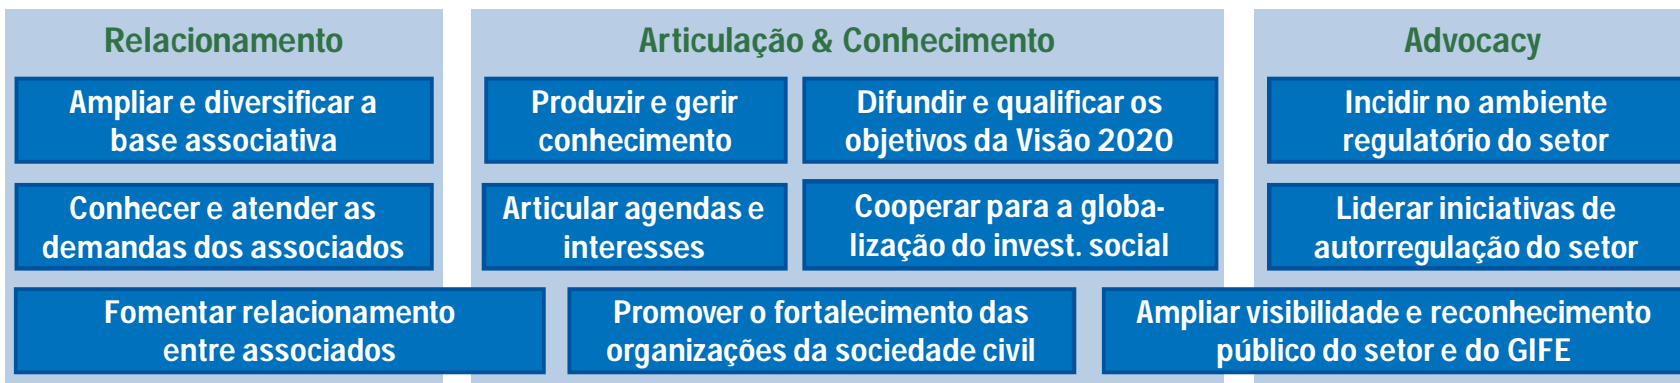 Relacionamento
Ampliar e diversificar a
base associativa
Conhecer e atender as
demandas dos associados
Articulação & Conhecimento
Produzir e gerir
conhecimento
Difundir e qualificar os
objetivos da Visão 2020
Articular agendas e
interesses
Cooperar para a globa-
lização do invest. social
Advocacy
Incidir no ambiente
regulatório do setor
Liderar iniciativas de
autorregulação do setor
Fomentar relacionamento
entre associados
Promover o fortalecimento das
organizações da sociedade civil
Ampliar visibilidade e reconhecimento
público do setor e do GIFE